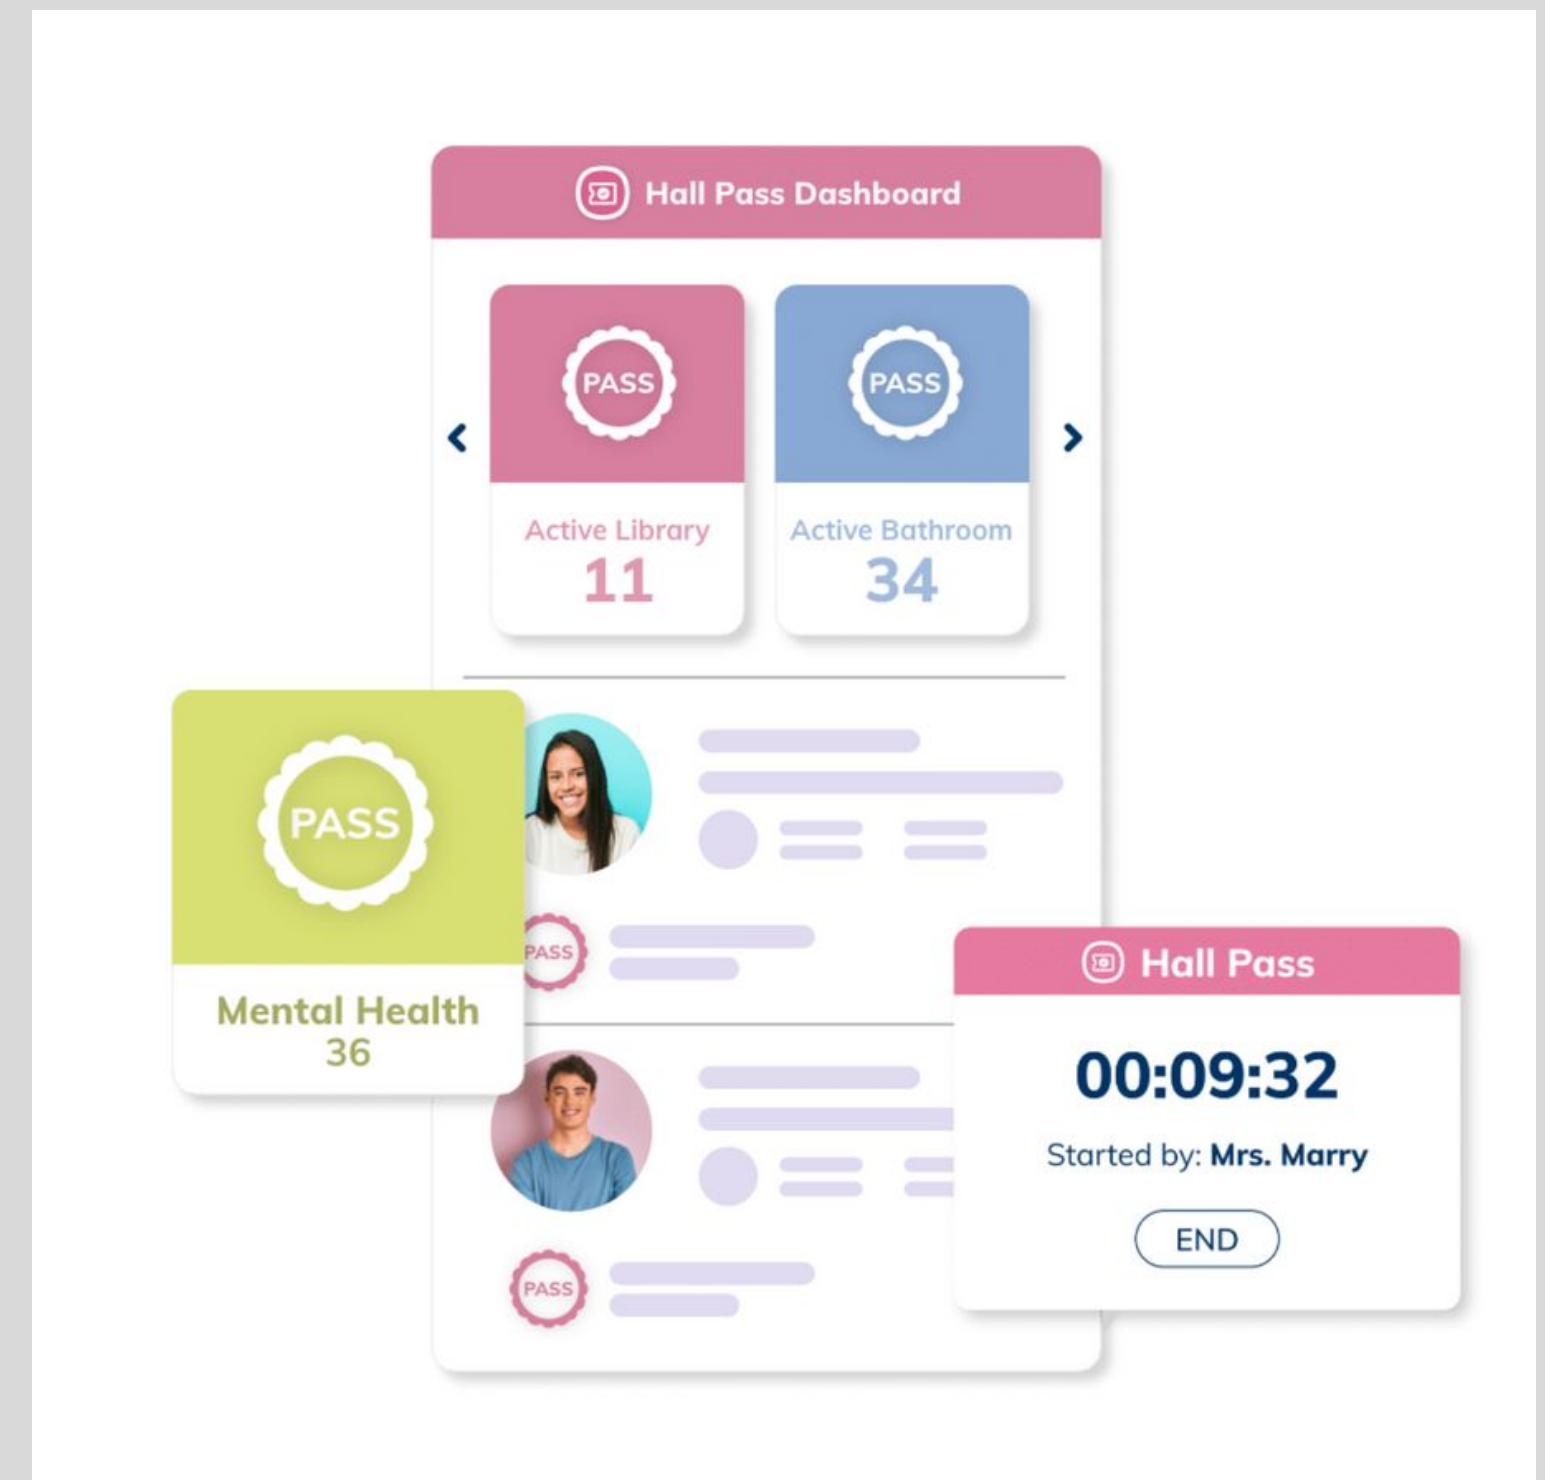 Hall Pass Dashboard
PASS
PASS
Active Library
11
Active Bathroom
34
PASS
Mental Health
36
PASS
Hall Pass
00:09:32
Started by: Mrs. Marry
END
PASS